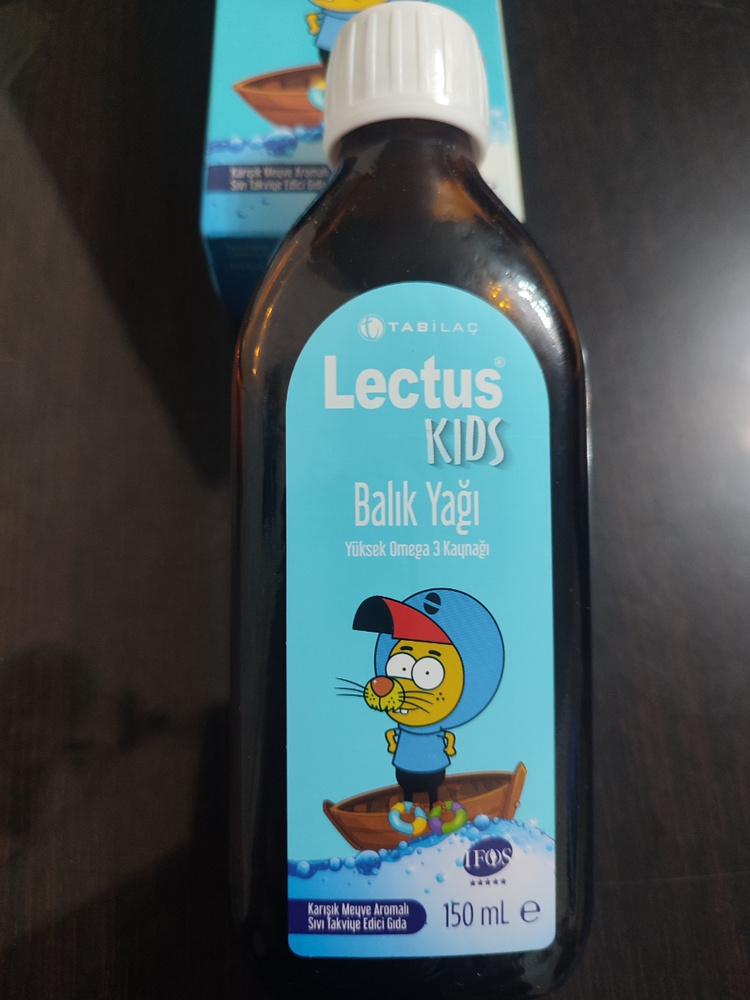 Karışık Meyve Aromalı
Sıvı Takviye Edici Gıda
TABİLAÇ
Lectus®
KIDS
Balık Yağı
Yüksek Omega 3 Kaynağı
IFOS
Karışık Meyve Aromalı
Sıvı Takviye Edici Gıda
150 mL ℮